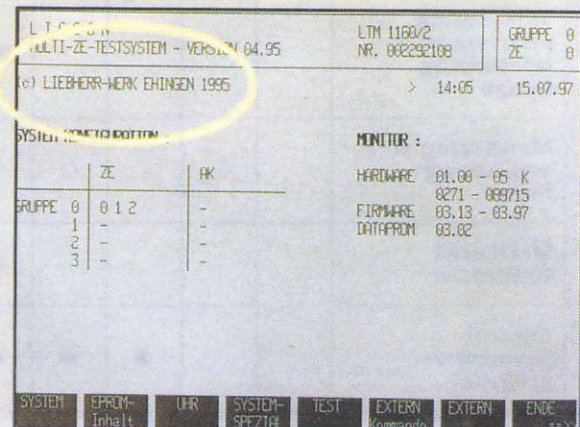 L I C C O N
MULTI-ZE-TESTSYSTEM - VERSION 04.95
LTM 1160/2
NR. 002292108
GRUPPE 0
ZE 0
(c) LIEBHERR-WERK EHINGEN 1995
> 14:05 15.07.97
SYSTEM KONFIGURATION :
MONITOR :
ZE AK
HARDWARE 01.00 - 05 K
0271 - 089715
GRUPPE 0 0 1 2 -
FIRMWARE 03.13 - 03.97
1 - -
DATAPROM 03.02
2 - -
3 - -
SYSTEM EPROM- UHR SYSTEM- TEST EXTERN EXTERN ENDE
Inhalt SPEZIAL Kommando -->